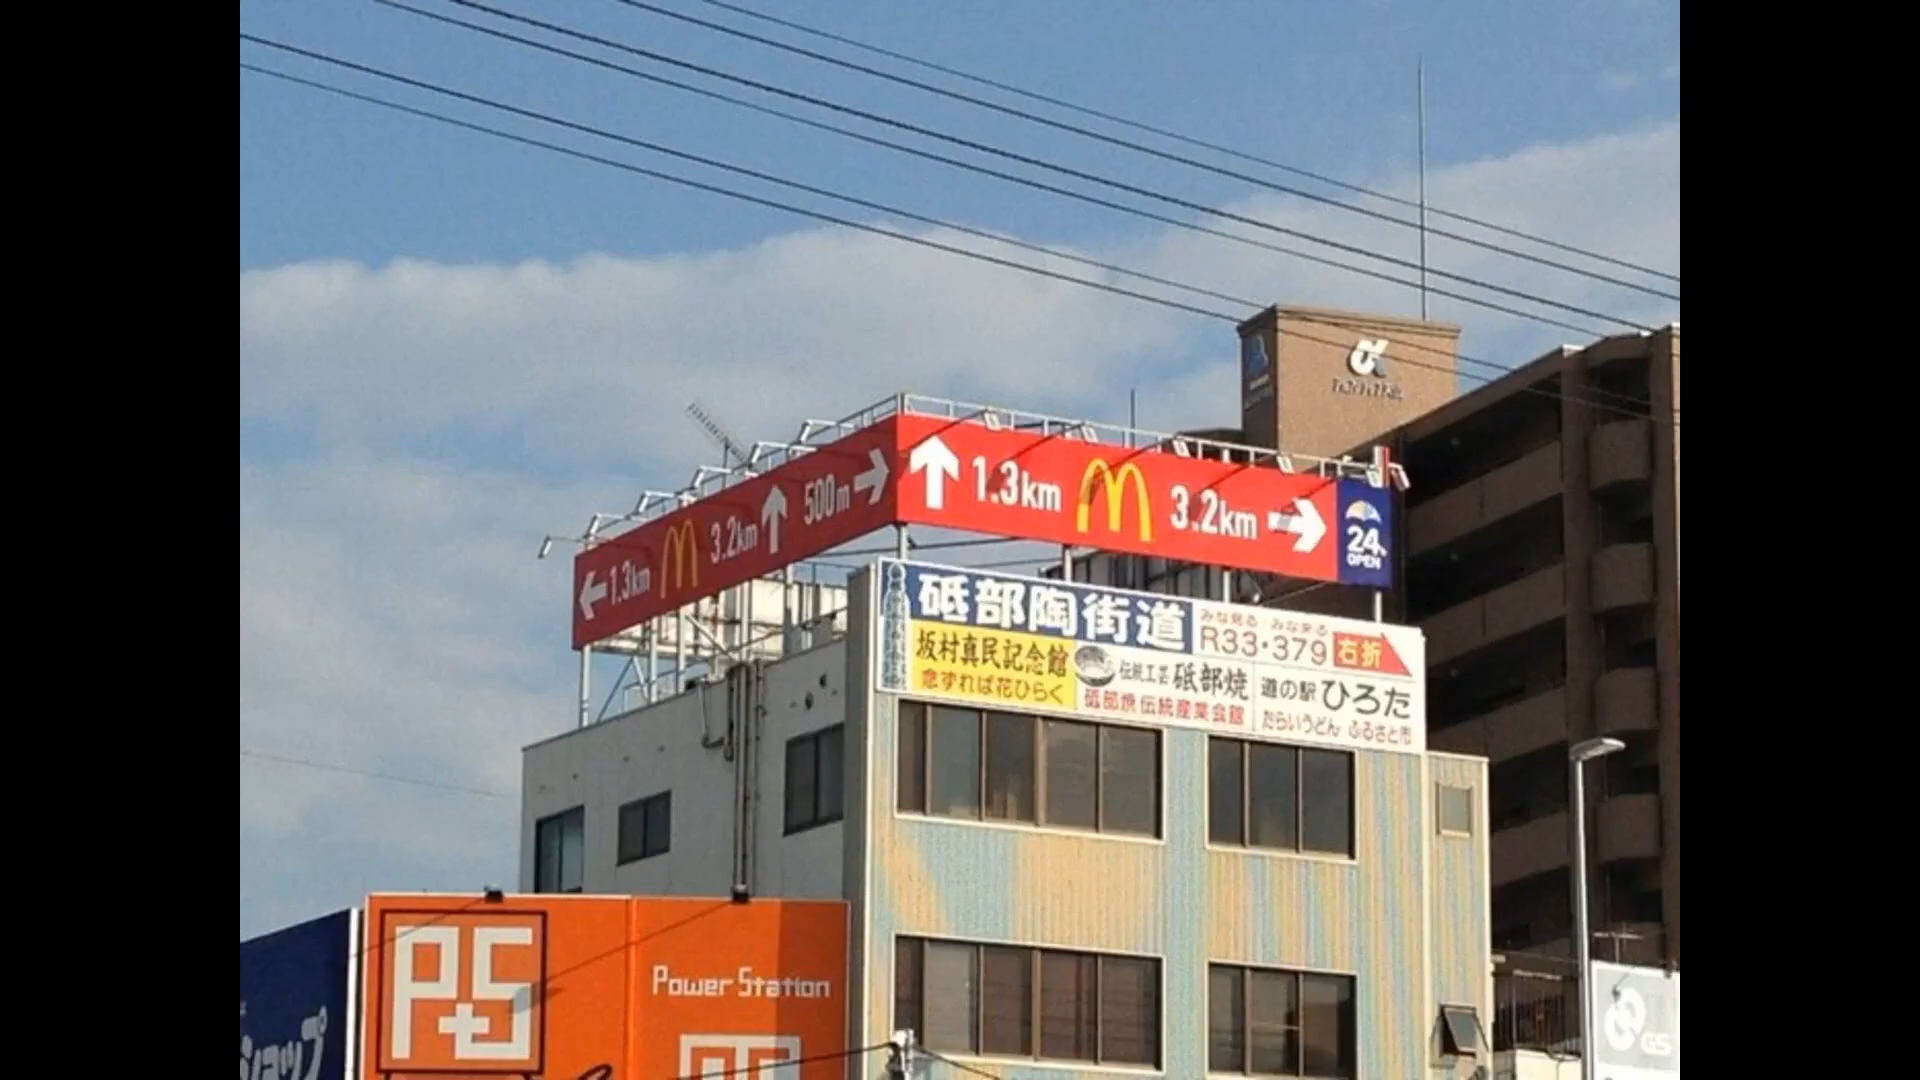 ←1.3km 3.2km↑ 500m→
↑ 1.3km 3.2km →
24h
OPEN
砥部陶街道
みな見る みな来る
R33・379 右折
坂村真民記念館
念ずれば花ひらく
伝統工芸 砥部焼
砥部焼伝統産業会館
道の駅 ひろた
たらいうどん ふるさと市
P+S
Power Station
ショップ
GS